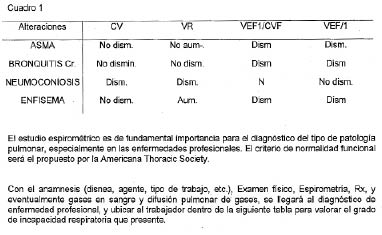 Cuadro 1
Alteraciones CV VR VEF1/CVF VEF/1
ASMA No dism. No aum. Dism Dism.
BRONQUITIS Cr. No dismin. No dism. Dism Dism
NEUMOCONIOSIS Dism. Dism. N No dism.
ENFISEMA No dism. Aum. Dism Dism
El estudio espirométrico es de fundamental importancia para el diagnóstico del tipo de patología
pulmonar, especialmente en las enfermedades profesionales. El criterio de normalidad funcional
será el propuesto por la Americana Thoracic Society.
Con el anamnesis (disnea, agente, tipo de trabajo, etc.), Examen físico, Espirometría, Rx, y
eventualmente gases en sangre y difusión pulmonar de gases, se llegará al diagnóstico de
enfermedad profesional, y ubicar al trabajador dentro de la siguiente tabla para valorar el grado
de incapacidad respiratoria que presente.